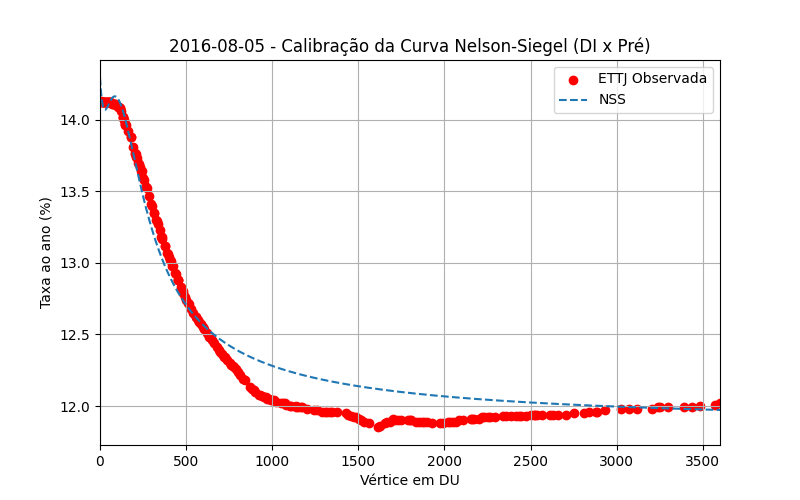 2016-08-05 - Calibração da Curva Nelson-Siegel (DI x Pré)
ETTJ Observada
NSS
Taxa ao ano (%)
14.0
13.5
13.0
12.5
12.0
0 500 1000 1500 2000 2500 3000 3500
Vértice em DU